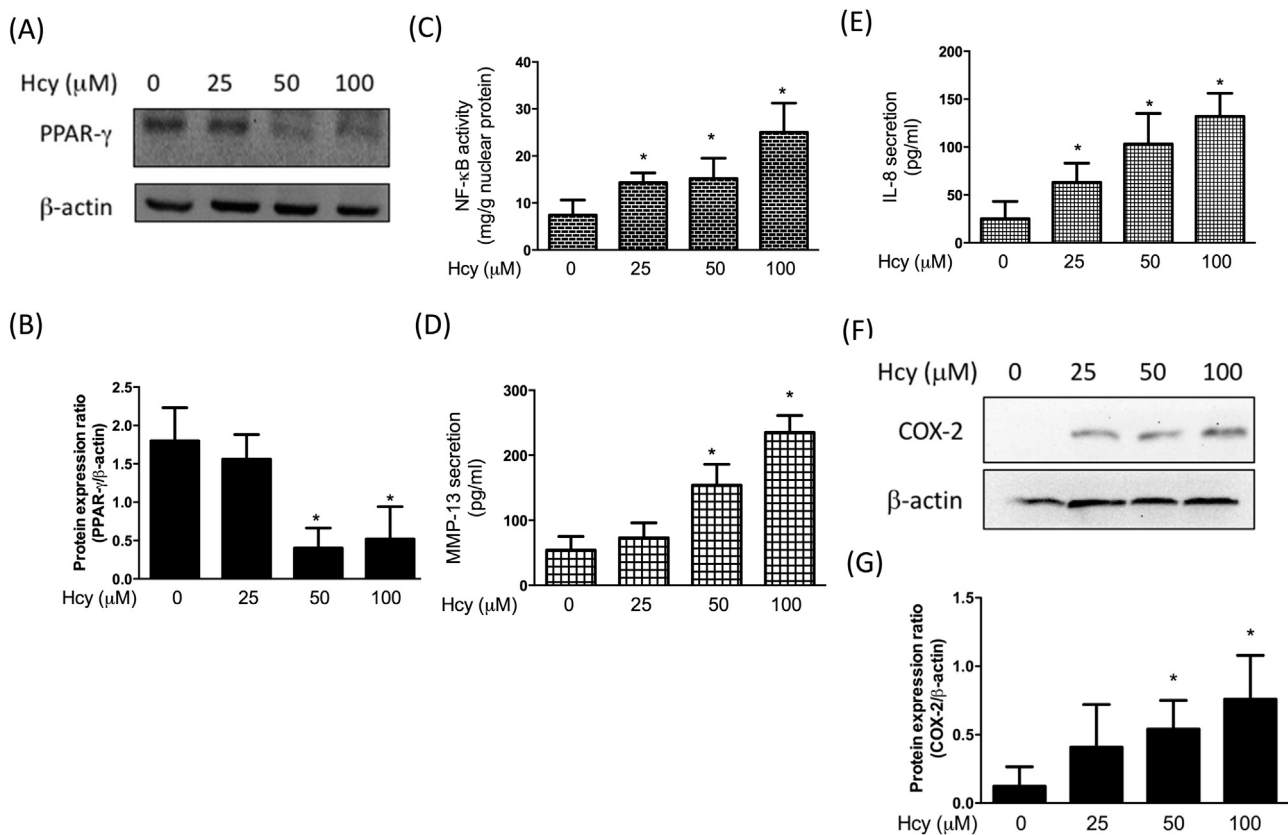 (A)
Hcy (μM) 0 25 50 100
PPAR-γ
β-actin
(B)
Protein expression ratio
(PPAR-γ/β-actin)
2.5
2.0
1.5
1.0
0.5
0.0
* *
Hcy (μM) 0 25 50 100
(C)
NF-κB activity
(mg/g nuclear protein)
40
30
20
10
0
* * *
Hcy (μM) 0 25 50 100
(D)
MMP-13 secretion
(pg/ml)
300
200
100
0
* *
Hcy (μM) 0 25 50 100
(E)
IL-8 secretion
(pg/ml)
200
150
100
50
0
* * *
Hcy (μM) 0 25 50 100
(F)
Hcy (μM) 0 25 50 100
COX-2
β-actin
(G)
Protein expression ratio
(COX-2/β-actin)
1.5
1.0
0.5
0.0
* *
Hcy (μM) 0 25 50 100